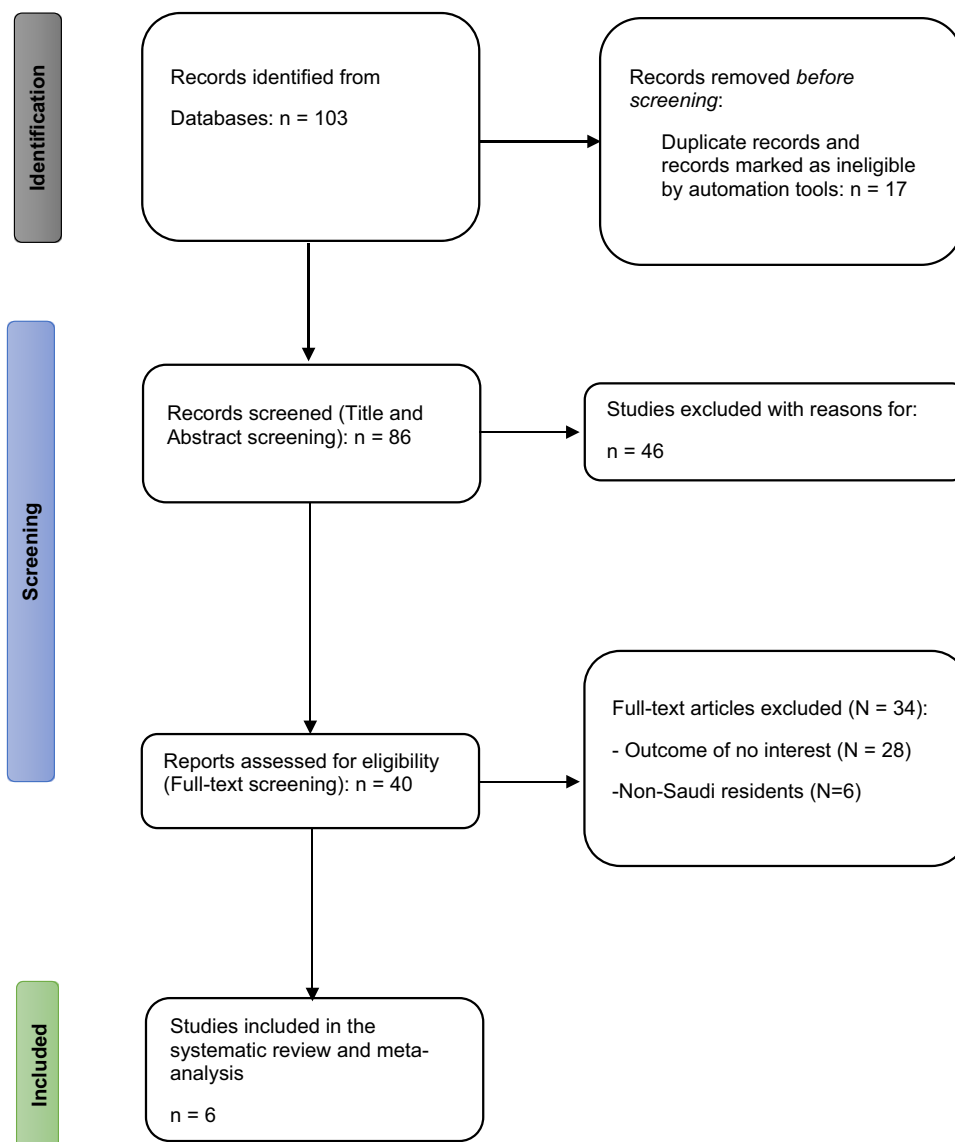 Identification
Records identified from
Databases: n = 103
Records removed before
screening:
Duplicate records and
records marked as ineligible
by automation tools: n = 17
Screening
Records screened (Title and
Abstract screening): n = 86
Studies excluded with reasons for:
n = 46
Reports assessed for eligibility
(Full-text screening): n = 40
Full-text articles excluded (N = 34):
- Outcome of no interest (N = 28)
-Non-Saudi residents (N=6)
Included
Studies included in the
systematic review and meta-
analysis
n = 6